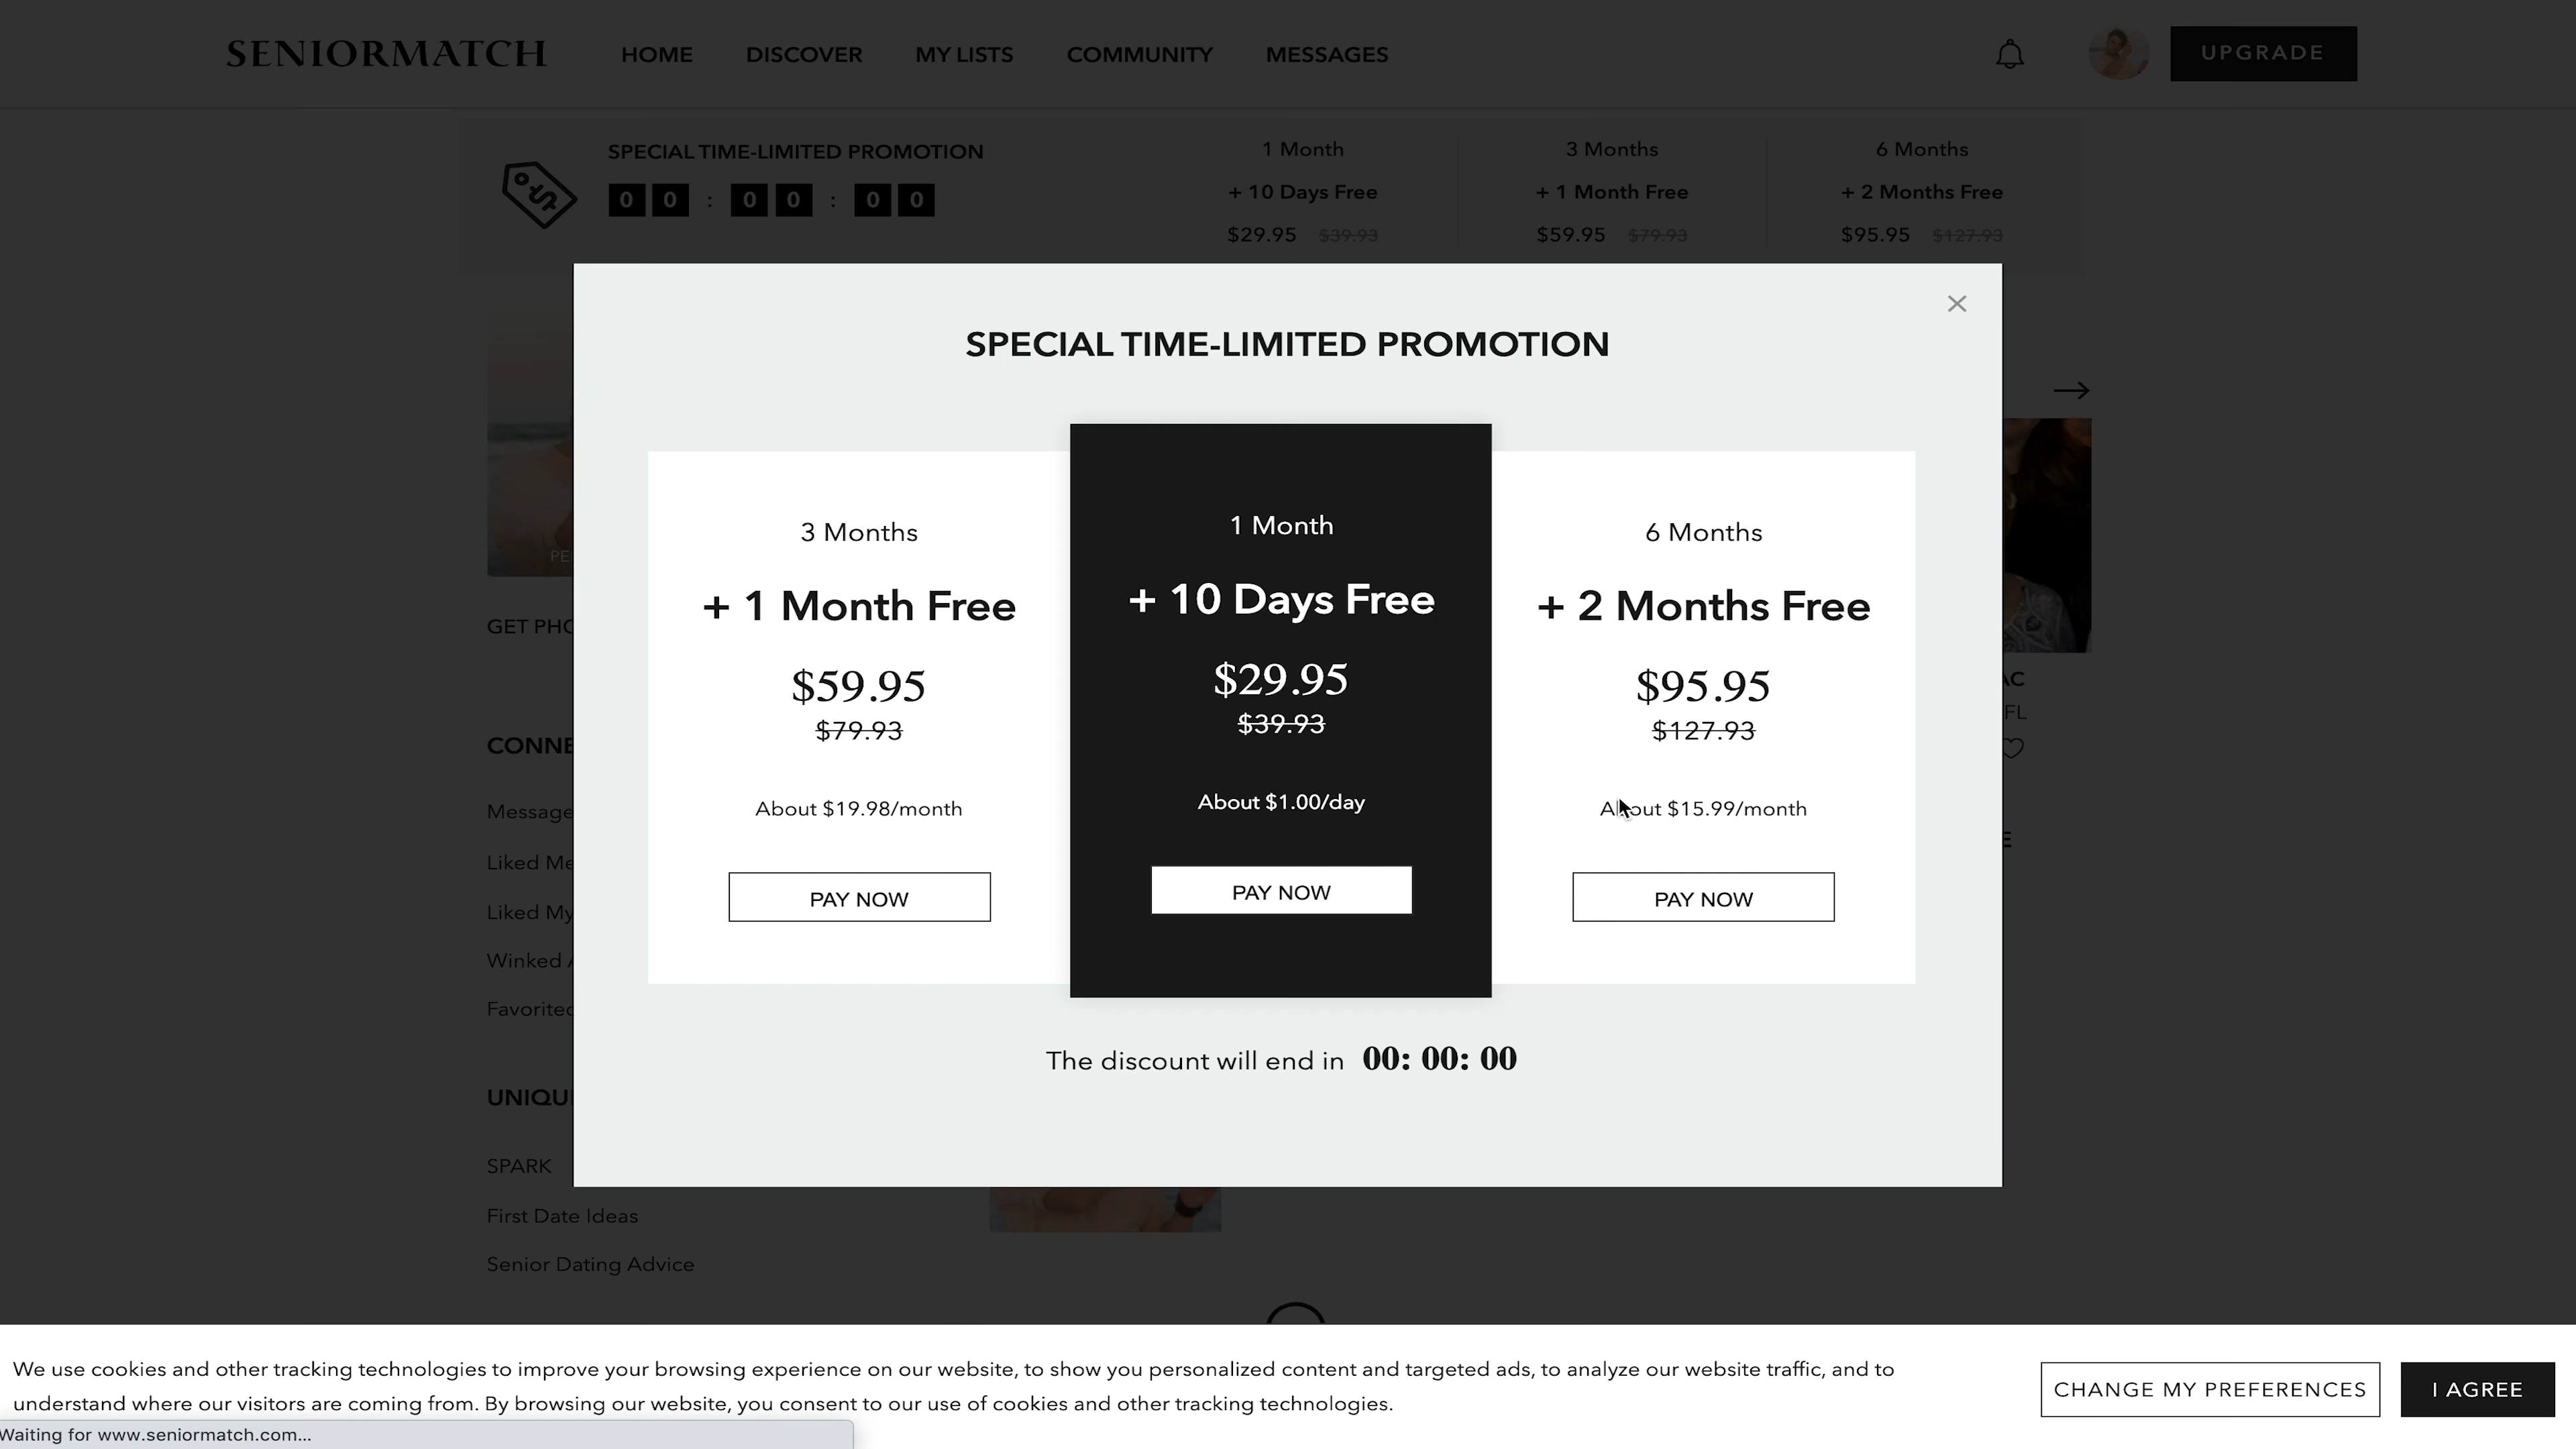 SENIORMATCH
HOME DISCOVER MY LISTS COMMUNITY MESSAGES
UPGRADE
SPECIAL TIME-LIMITED PROMOTION
0 0 : 0 0 : 0 0
1 Month
+ 10 Days Free
$29.95 $39.93
3 Months
+ 1 Month Free
$59.95 $79.93
6 Months
+ 2 Months Free
$95.95 $127.93
SPECIAL TIME-LIMITED PROMOTION
3 Months
+ 1 Month Free
$59.95
$79.93
About $19.98/month
PAY NOW
1 Month
+ 10 Days Free
$29.95
$39.93
About $1.00/day
PAY NOW
6 Months
+ 2 Months Free
$95.95
$127.93
About $15.99/month
PAY NOW
The discount will end in 00: 00: 00
GET
Message
Liked
Liked My
Winked
Favorited
SPARK
First Date Ideas
Senior Dating Advice
FL
We use cookies and other tracking technologies to improve your browsing experience on our website, to show you personalized content and targeted ads, to analyze our website traffic, and to
understand where our visitors are coming from. By browsing our website, you consent to our use of cookies and other tracking technologies.
CHANGE MY PREFERENCES
I AGREE
Waiting for www.seniormatch.com...